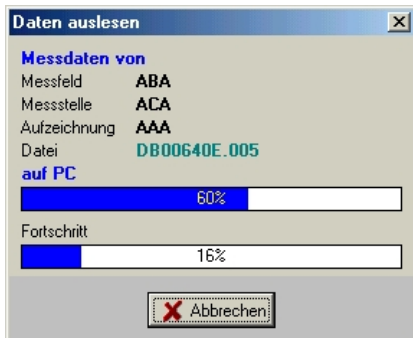 Daten auslesen
Messdaten von
Messfeld ABA
Messstelle ACA
Aufzeichnung AAA
Datei DB00640E.005
auf PC
60%
Fortschritt
16%
Abbrechen